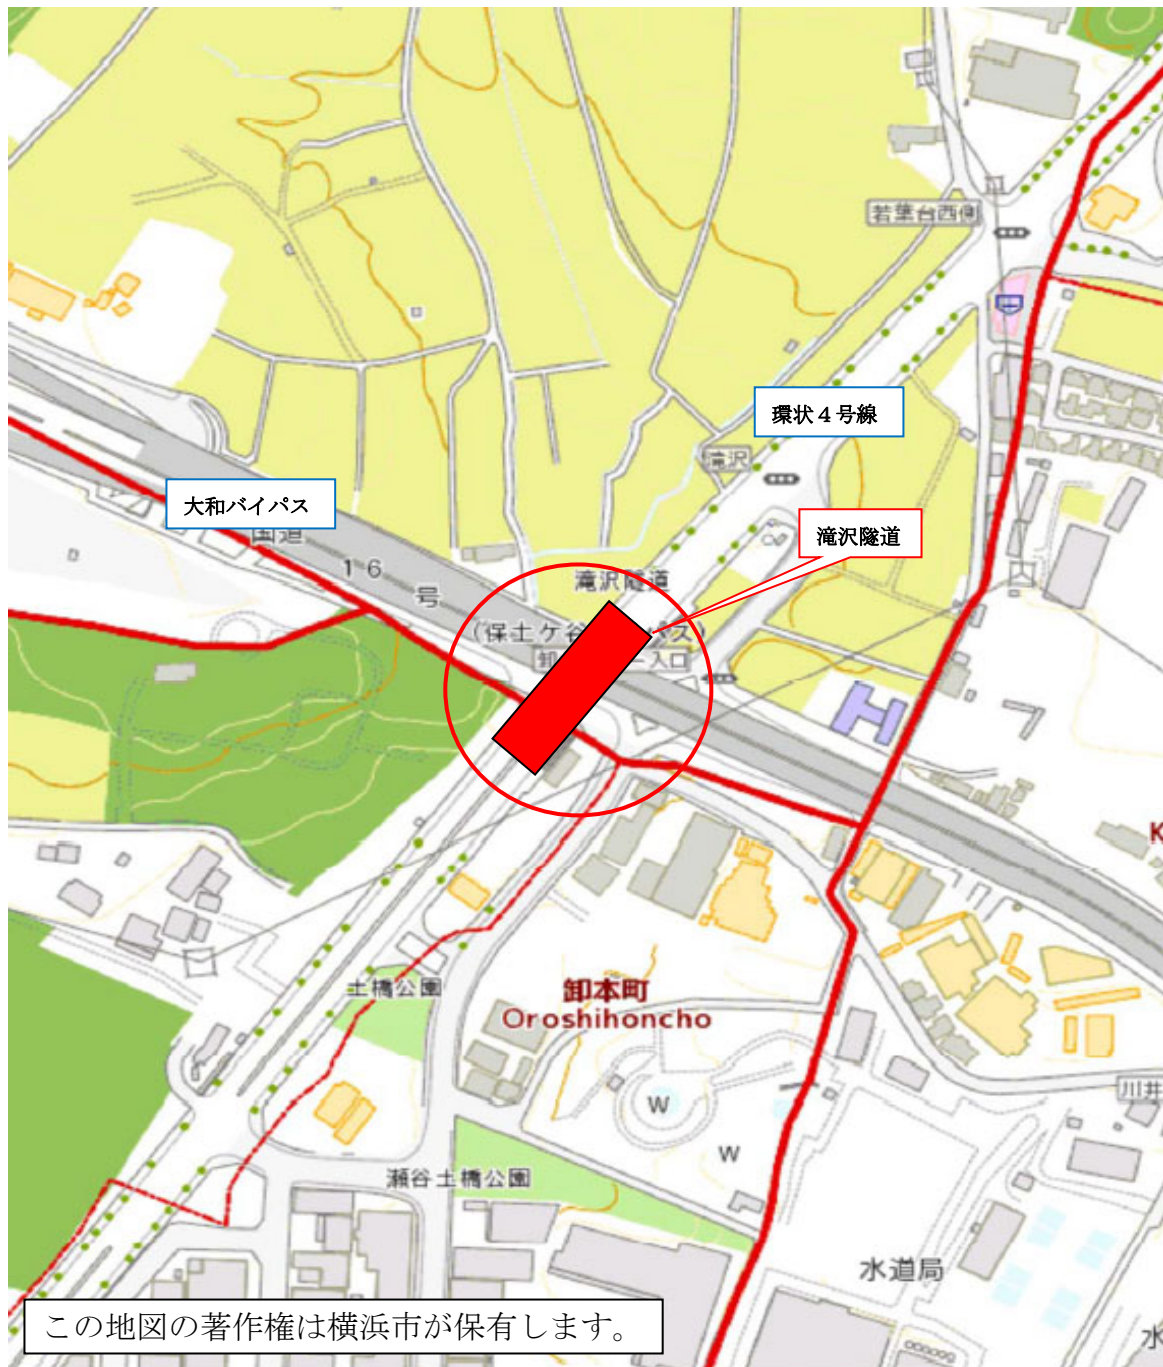 若葉台西側
環状４号線
滝沢
大和バイパス
国道
16
号
滝沢隧道
滝沢隧道
(保土ケ谷
パス)
卸
ー入口
K
土橋公園
卸本町
Oroshihoncho
川井
W
W
瀬谷土橋公園
水道局
水
この地図の著作権は横浜市が保有します。